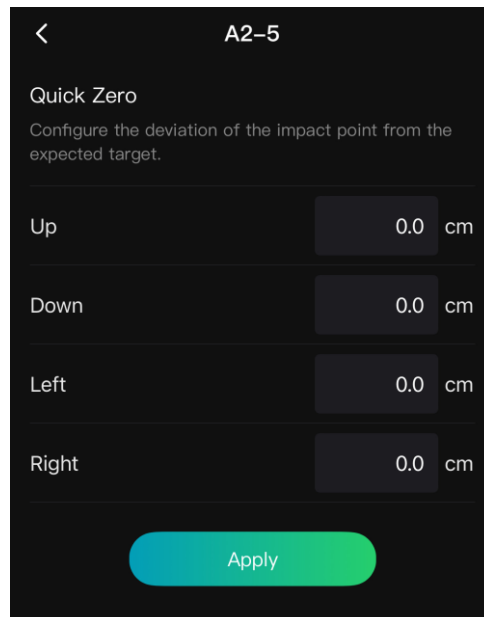 A2-5
Quick Zero
Configure the deviation of the impact point from the
expected target.
Up 0.0 cm
Down 0.0 cm
Left 0.0 cm
Right 0.0 cm
Apply